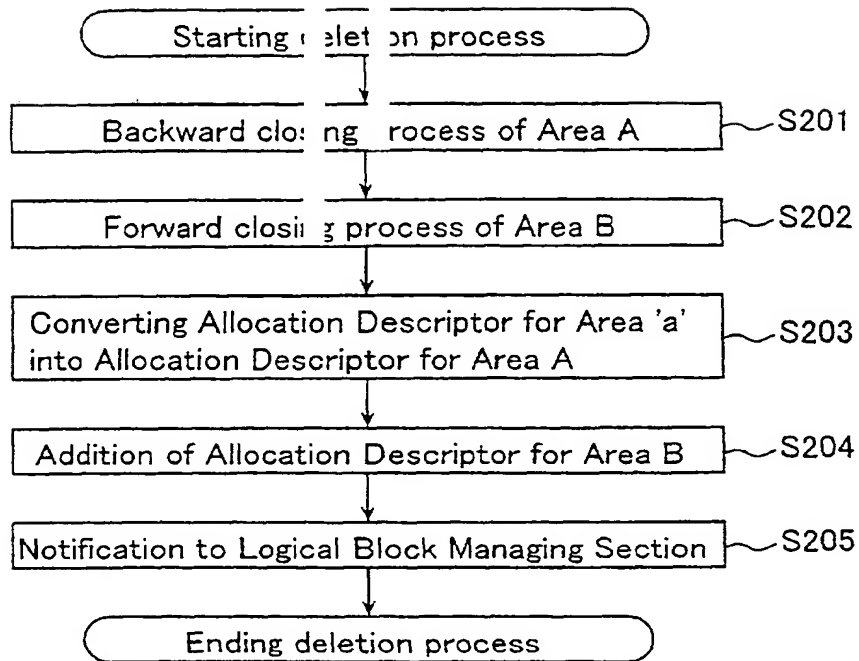 Starting deletion process
Backward closing process of Area A
S201
Forward closing process of Area B
S202
Converting Allocation Descriptor for Area 'a'
into Allocation Descriptor for Area A
S203
Addition of Allocation Descriptor for Area B
S204
Notification to Logical Block Managing Section
S205
Ending deletion process